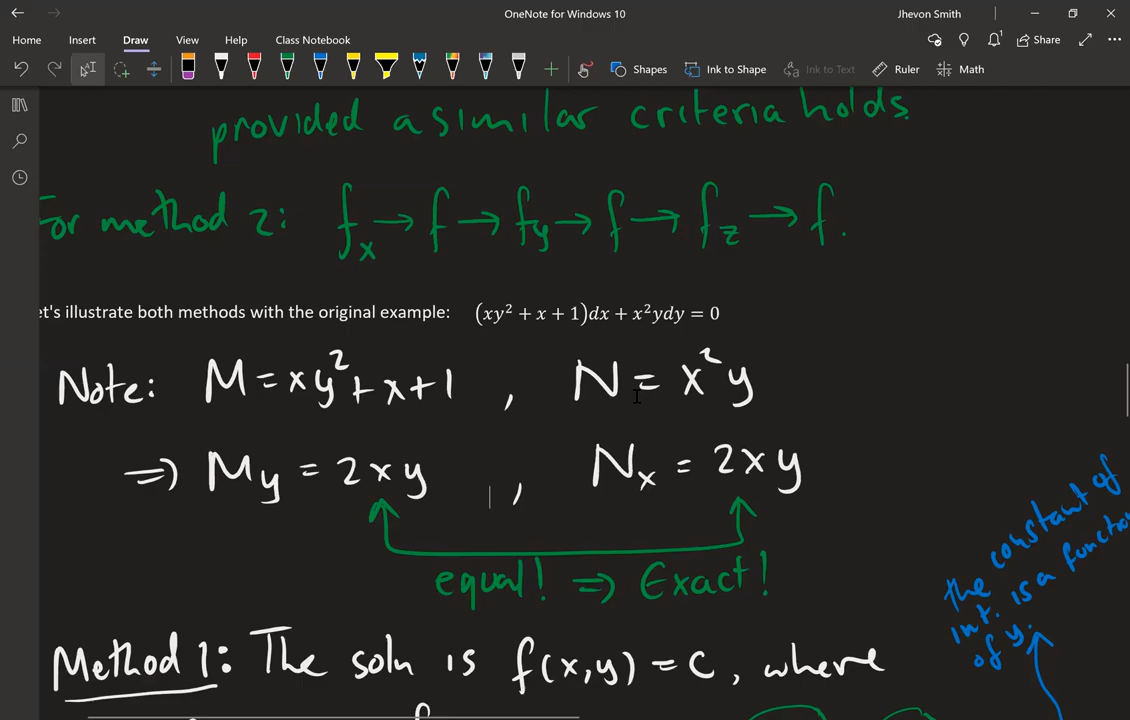 OneNote for Windows 10
Jhevon Smith
Home Insert Draw View Help Class Notebook
Share
Shapes Ink to Shape Ink to Text Ruler Math
provided a similar criteria holds.
For method 2: fx → f → fy → f → fz → f.
et's illustrate both methods with the original example: (xy² + x + 1)dx + x²ydy = 0
Note: M = xy² + x + 1 , N = x²y
⇒ My = 2xy , Nx = 2xy
equal! ⇒ Exact!
the constant of
int. is a function
of y.
Method 1: The soln is f(x,y) = C, where